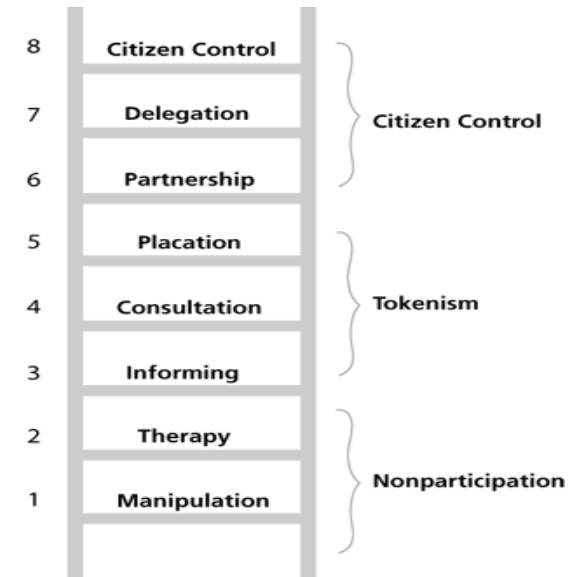 8 Citizen Control
7 Delegation
Citizen Control
6 Partnership
5 Placation
4 Consultation
Tokenism
3 Informing
2 Therapy
Nonparticipation
1 Manipulation